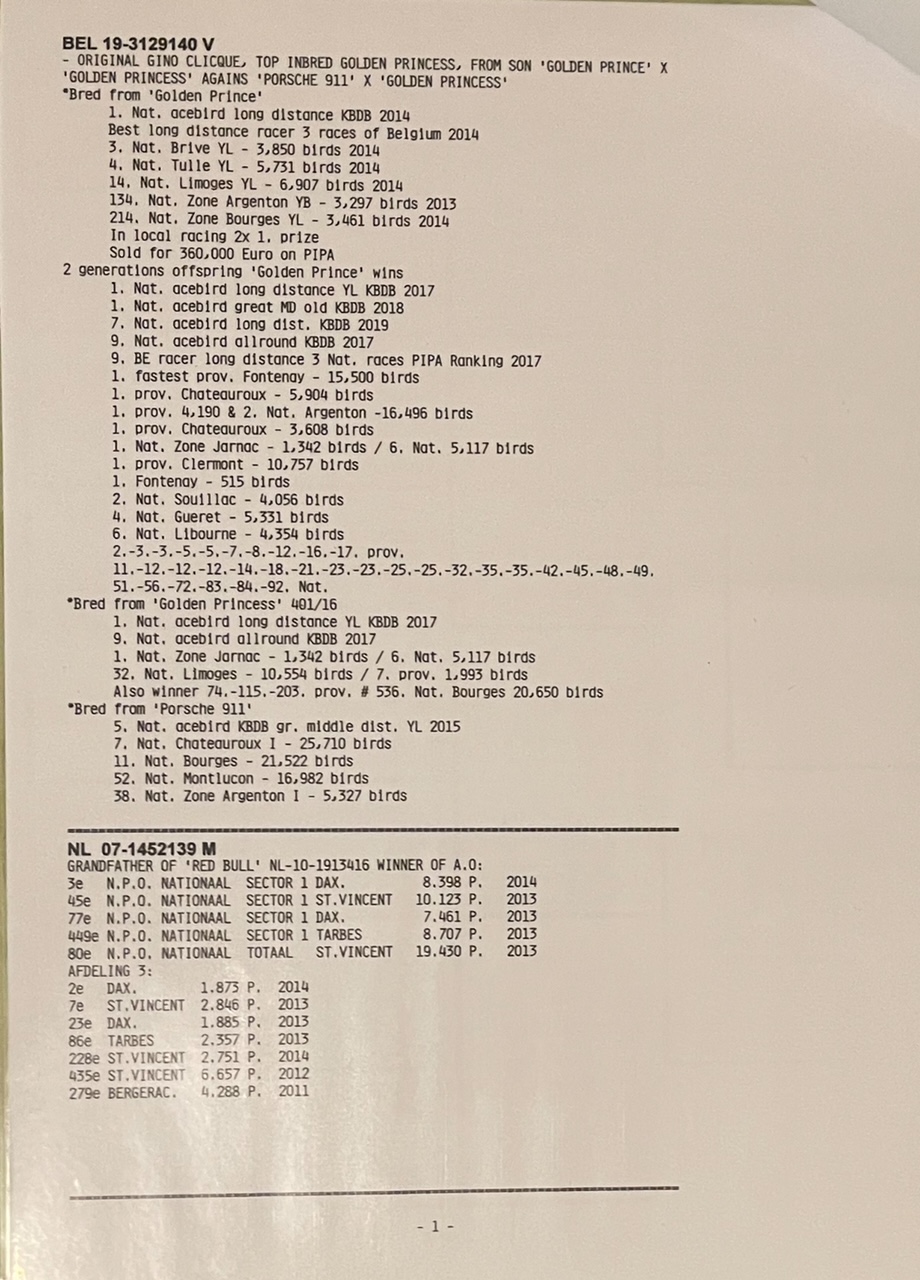 BEL 19-3129140 V
- ORIGINAL GINO CLICQUE, TOP INBRED GOLDEN PRINCESS, FROM SON 'GOLDEN PRINCE' X
'GOLDEN PRINCESS' AGAINS 'PORSCHE 911' X 'GOLDEN PRINCESS'
*Bred from 'Golden Prince'
1. Nat. acebird long distance KBDB 2014
Best long distance racer 3 races of Belgium 2014
3. Nat. Brive YL - 3,850 birds 2014
4. Nat. Tulle YL - 5,731 birds 2014
14. Nat. Limoges YL - 6,907 birds 2014
134. Nat. Zone Argenton YB - 3,297 birds 2013
214. Nat. Zone Bourges YL - 3,461 birds 2014
In local racing 2x 1. prize
Sold for 360,000 Euro on PIPA
2 generations offspring 'Golden Prince' wins
1. Nat. acebird long distance YL KBDB 2017
1. Nat. acebird great MD old KBDB 2018
7. Nat. acebird long dist. KBDB 2019
9. Nat. acebird allround KBDB 2017
9. BE racer long distance 3 Nat. races PIPA Ranking 2017
1. fastest prov. Fontenay - 15,500 birds
1. prov. Chateauroux - 5,904 birds
1. prov. 4,190 & 2. Nat. Argenton -16,496 birds
1. prov. Chateauroux - 3,608 birds
1. Nat. Zone Jarnac - 1,342 birds / 6. Nat. 5,117 birds
1. prov. Clermont - 10,757 birds
1. Fontenay - 515 birds
2. Nat. Souillac - 4,056 birds
4. Nat. Gueret - 5,331 birds
6. Nat. Libourne - 4,354 birds
2.-3.-3.-5.-5.-7.-8.-12.-16.-17. prov.
11.-12.-12.-12.-14.-18.-21.-23.-23.-25.-25.-32.-35.-35.-42.-45.-48.-49.
51.-56.-72.-83.-84.-92. Nat.
*Bred from 'Golden Princess' 401/16
1. Nat. acebird long distance YL KBDB 2017
9. Nat. acebird allround KBDB 2017
1. Nat. Zone Jarnac - 1,342 birds / 6. Nat. 5,117 birds
32. Nat. Limoges - 10,554 birds / 7. prov. 1,993 birds
Also winner 74.-115.-203. prov. # 536. Nat. Bourges 20,650 birds
*Bred from 'Porsche 911'
5. Nat. acebird KBDB gr. middle dist. YL 2015
7. Nat. Chateauroux I - 25,710 birds
11. Nat. Bourges - 21,522 birds
52. Nat. Montlucon - 16,982 birds
38. Nat. Zone Argenton I - 5,327 birds
NL 07-1452139 M
GRANDFATHER OF 'RED BULL' NL-10-1913416 WINNER OF A.O:
3e N.P.O. NATIONAAL SECTOR 1 DAX. 8.398 P. 2014
45e N.P.O. NATIONAAL SECTOR 1 ST.VINCENT 10.123 P. 2013
77e N.P.O. NATIONAAL SECTOR 1 DAX. 7.461 P. 2013
449e N.P.O. NATIONAAL SECTOR 1 TARBES 8.707 P. 2013
80e N.P.O. NATIONAAL TOTAAL ST.VINCENT 19.430 P. 2013
AFDELING 3:
2e DAX. 1.873 P. 2014
7e ST.VINCENT 2.846 P. 2013
23e DAX. 1.885 P. 2013
86e TARBES 2.357 P. 2013
228e ST.VINCENT 2.751 P. 2014
435e ST.VINCENT 6.657 P. 2012
279e BERGERAC. 4.288 P. 2011
- 1 -